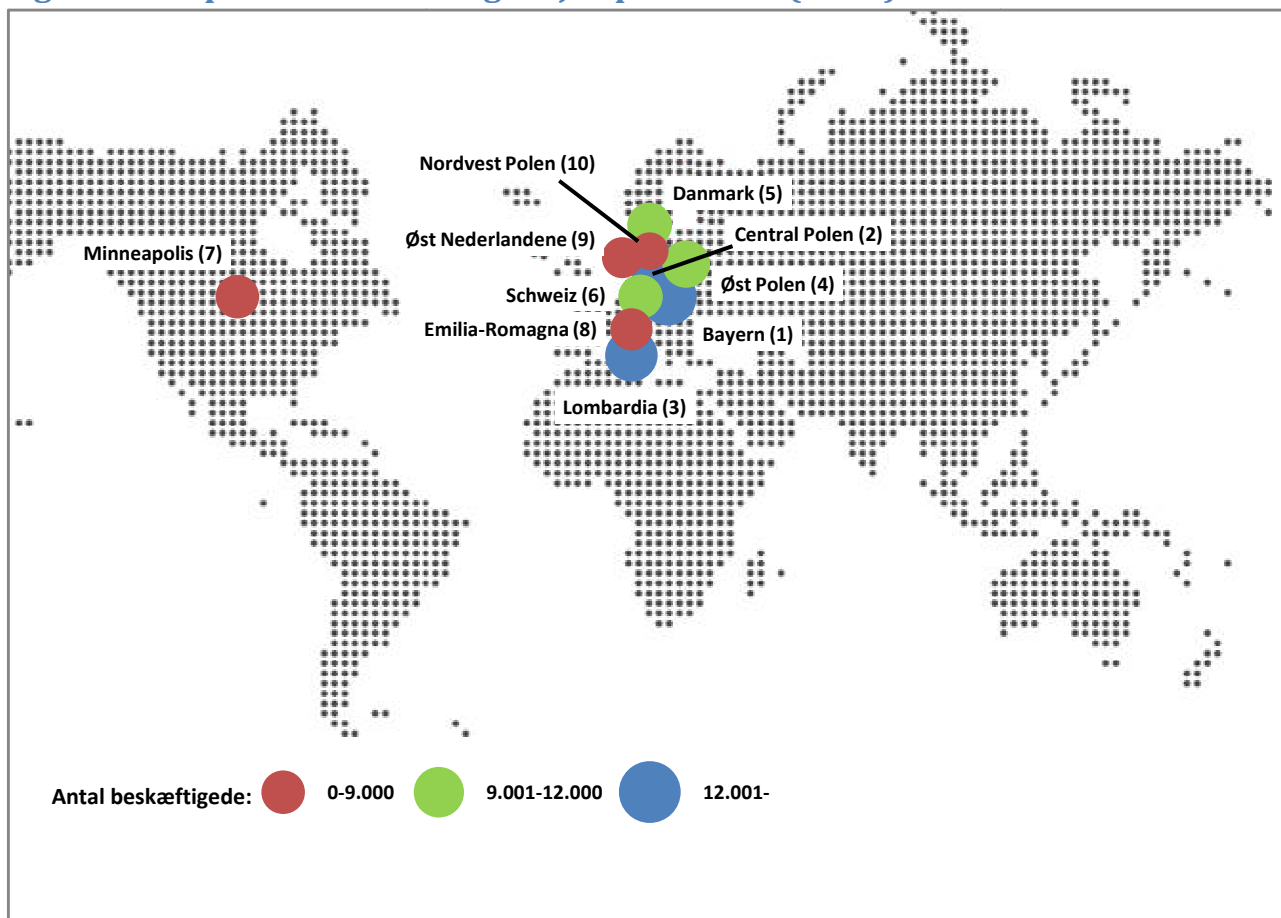 Nordvest Polen (10)
Danmark (5)
Øst Nederlandene (9)
Central Polen (2)
Minneapolis (7)
Øst Polen (4)
Schweiz (6)
Emilia-Romagna (8)
Bayern (1)
Lombardia (3)
Antal beskæftigede: 0-9.000 9.001-12.000 12.001-